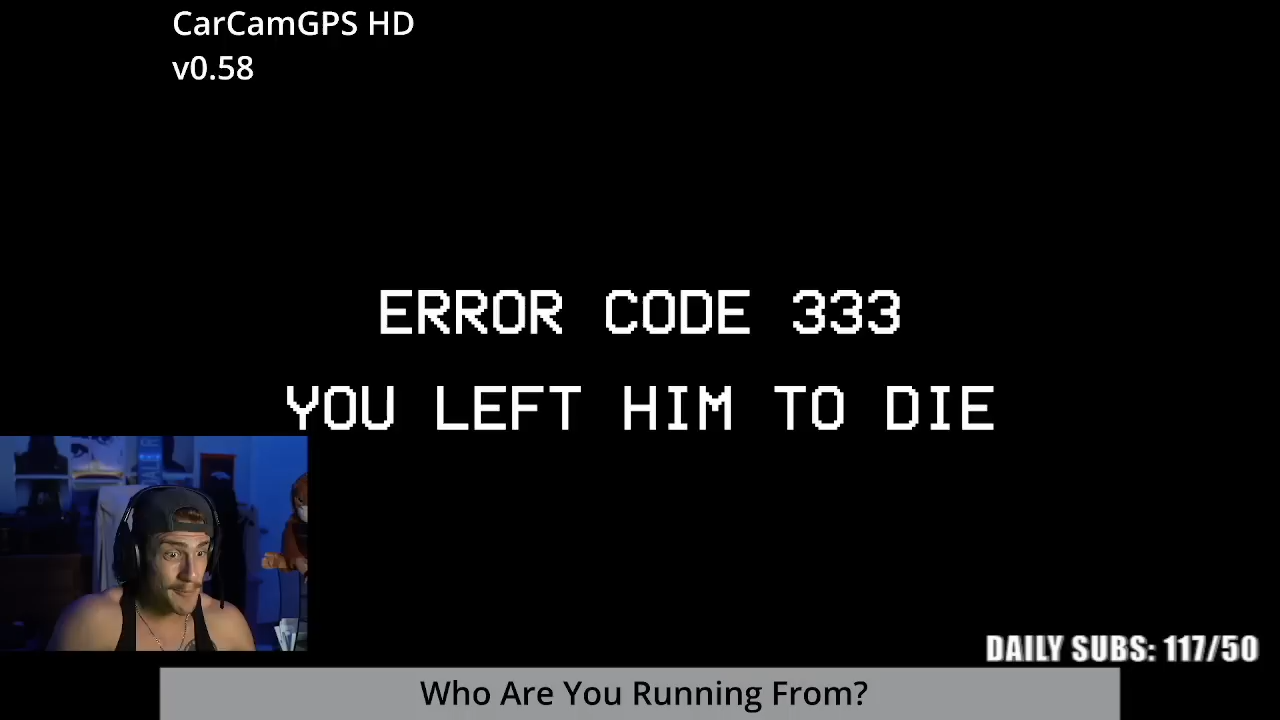 CarCamGPS HD
v0.58
ERROR CODE 333
YOU LEFT HIM TO DIE
DAILY SUBS: 117/50
Who Are You Running From?